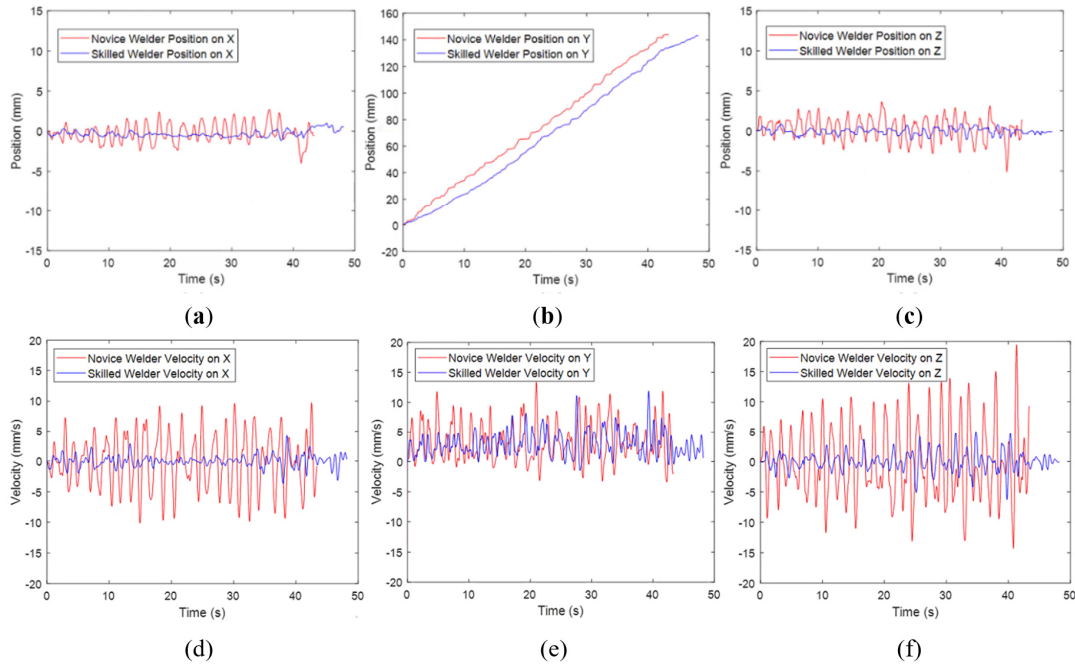 15
10
5
0
-5
-10
-15
0 10 20 30 40 50
Position (mm)
Time (s)
Novice Welder Position on X
Skilled Welder Position on X
(a)
160
140
120
100
80
60
40
20
0
-20
0 10 20 30 40 50
Position (mm)
Time (s)
Novice Welder Position on Y
Skilled Welder Position on Y
(b)
15
10
5
0
-5
-10
-15
0 10 20 30 40 50
Position (mm)
Time (s)
Novice Welder Position on Z
Skilled Welder Position on Z
(c)
20
15
10
5
0
-5
-10
-15
-20
0 10 20 30 40 50
Velocity (mm/s)
Time (s)
Novice Welder Velocity on X
Skilled Welder Velocity on X
(d)
20
15
10
5
0
-5
-10
-15
-20
0 10 20 30 40 50
Velocity (mm/s)
Time (s)
Novice Welder Velocity on Y
Skilled Welder Velocity on Y
(e)
20
15
10
5
0
-5
-10
-15
-20
0 10 20 30 40 50
Velocity (mm/s)
Time (s)
Novice Welder Velocity on Z
Skilled Welder Velocity on Z
(f)